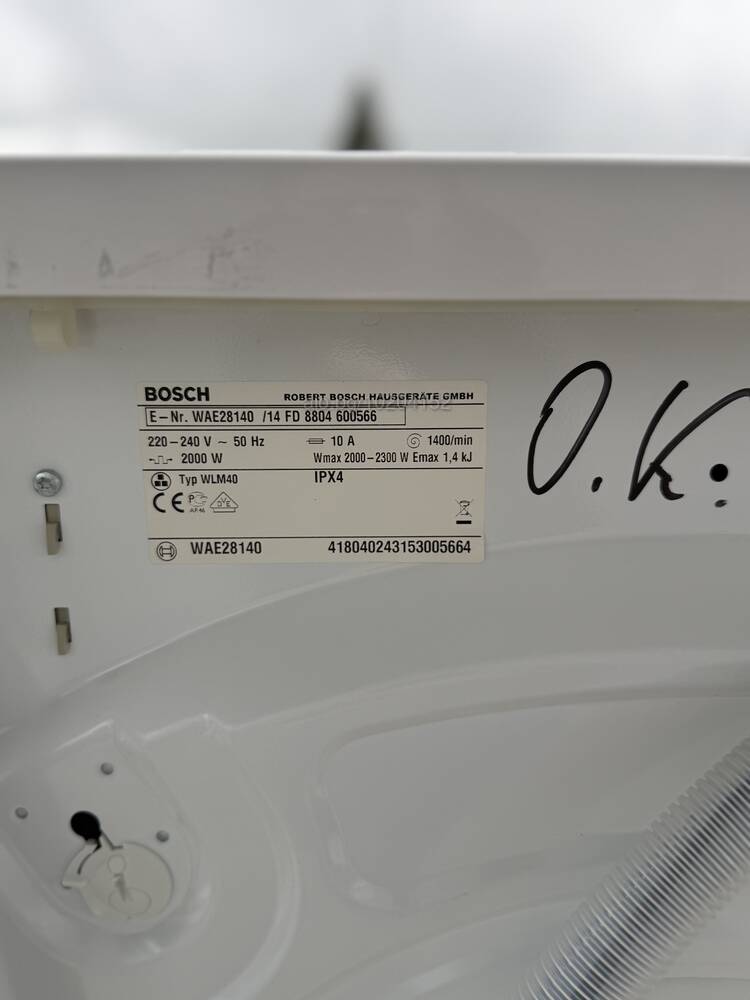 BOSCH
ROBERT BOSCH HAUSGERÄTE GMBH
E-Nr. WAE28140 /14 FD 8804 600566
220-240 V ~ 50 Hz 10 A 1400/min
2000 W Wmax 2000-2300 W Emax 1,4 kJ
Typ WLM40 IPX4
CE
VDE
WAE28140 418040243153005664
O.K.